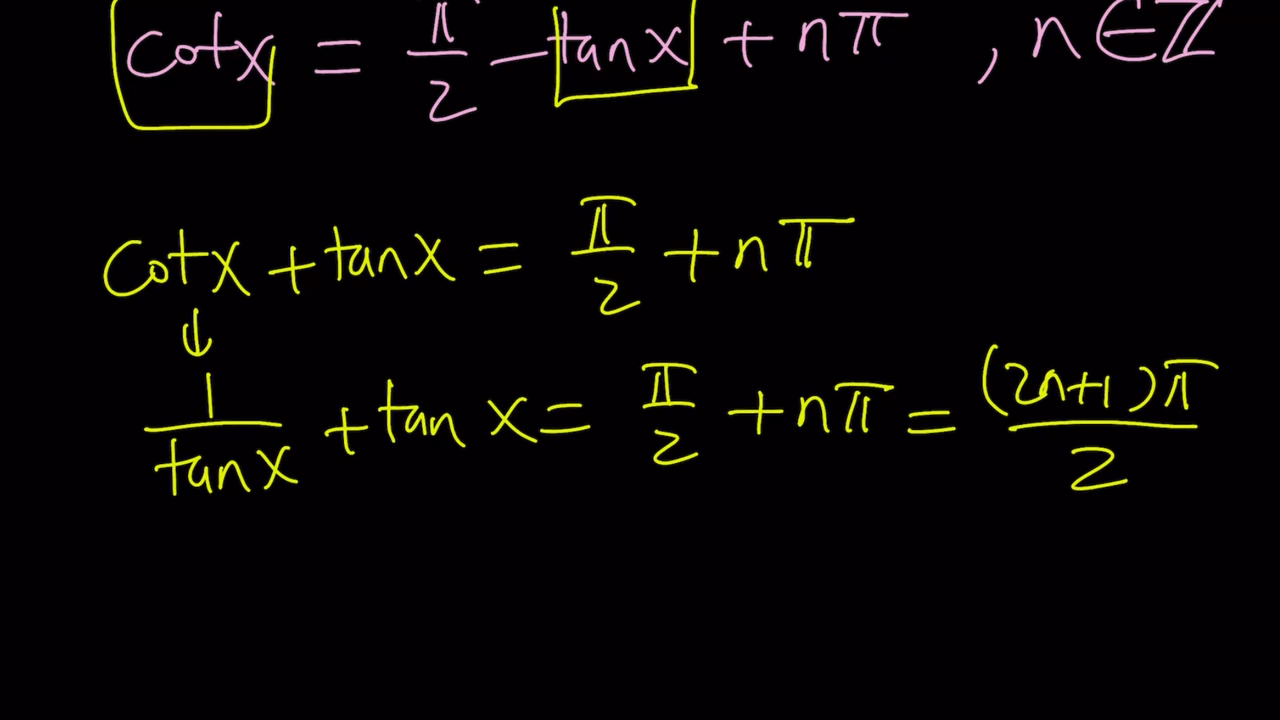 cotx = π/2 - tanx + nπ , n∈ℤ
cotx + tanx = π/2 + nπ
↓
1/tanx + tan x = π/2 + nπ = (2n+1)π/2